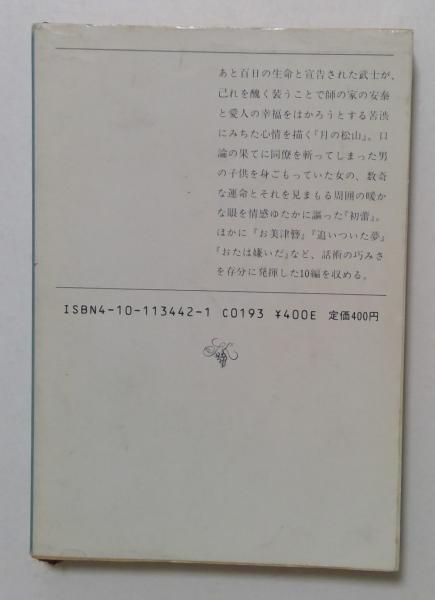 あと百日の生命と宣告された武士が、
己れを醜く装うことで師の家の安泰
と愛人の幸福をはかろうとする苦渋
にみちた心情を描く『月の松山』。口
論の果てに同僚を斬ってしまった男
の子供を身ごもっていた女の、数奇
な運命とそれを見まもる周囲の暖か
な眼を情感ゆたかに謳った『初蕾』。
ほかに『お美津簪』『追いついた夢』
『おたは嫌いだ』など、話術の巧みさ
を存分に発揮した10編を収める。
ISBN4-10-113442-1 C0193 ¥400E 定価400円